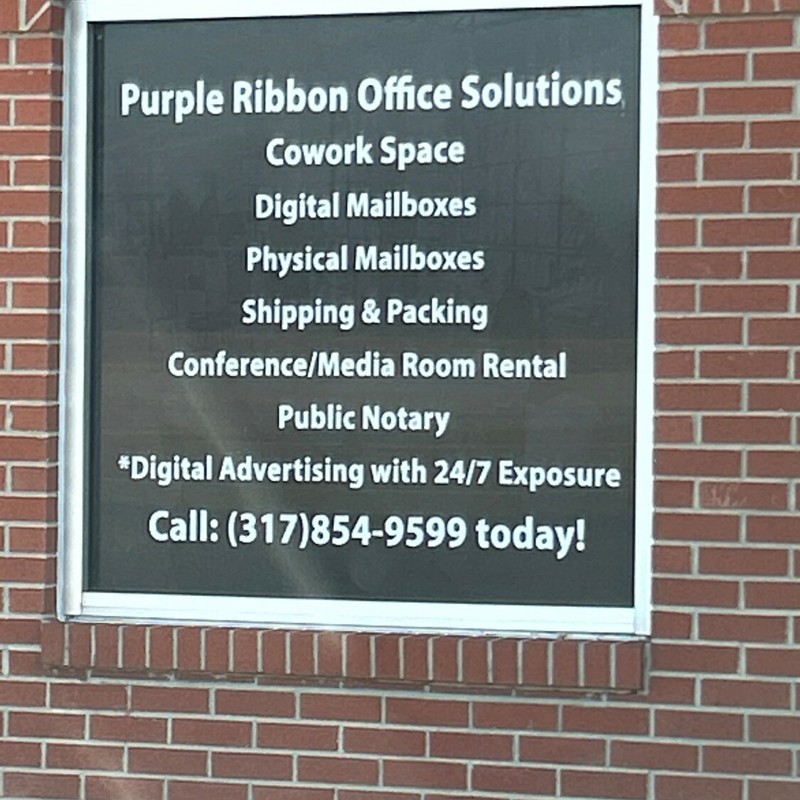 Purple Ribbon Office Solutions
Cowork Space
Digital Mailboxes
Physical Mailboxes
Shipping & Packing
Conference/Media Room Rental
Public Notary
*Digital Advertising with 24/7 Exposure
Call: (317)854-9599 today!